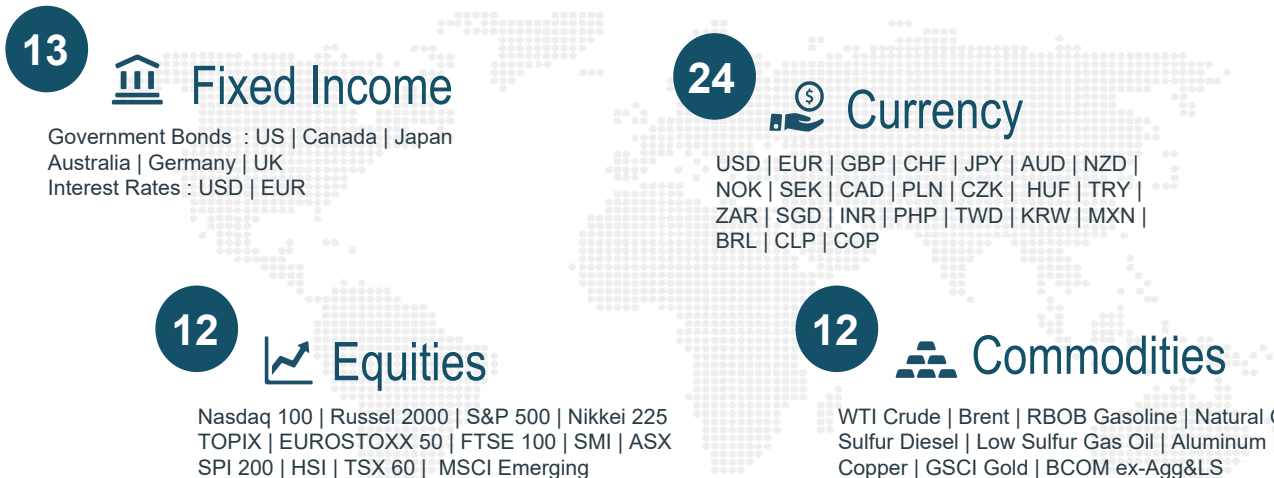 13
Fixed Income
Government Bonds : US | Canada | Japan
Australia | Germany | UK
Interest Rates : USD | EUR
24
Currency
USD | EUR | GBP | CHF | JPY | AUD | NZD |
NOK | SEK | CAD | PLN | CZK | HUF | TRY |
ZAR | SGD | INR | PHP | TWD | KRW | MXN |
BRL | CLP | COP
12
Equities
Nasdaq 100 | Russel 2000 | S&P 500 | Nikkei 225
TOPIX | EUROSTOXX 50 | FTSE 100 | SMI | ASX
SPI 200 | HSI | TSX 60 | MSCI Emerging
12
Commodities
WTI Crude | Brent | RBOB Gasoline | Natural
Sulfur Diesel | Low Sulfur Gas Oil | Aluminum
Copper | GSCI Gold | BCOM ex-Agg&LS